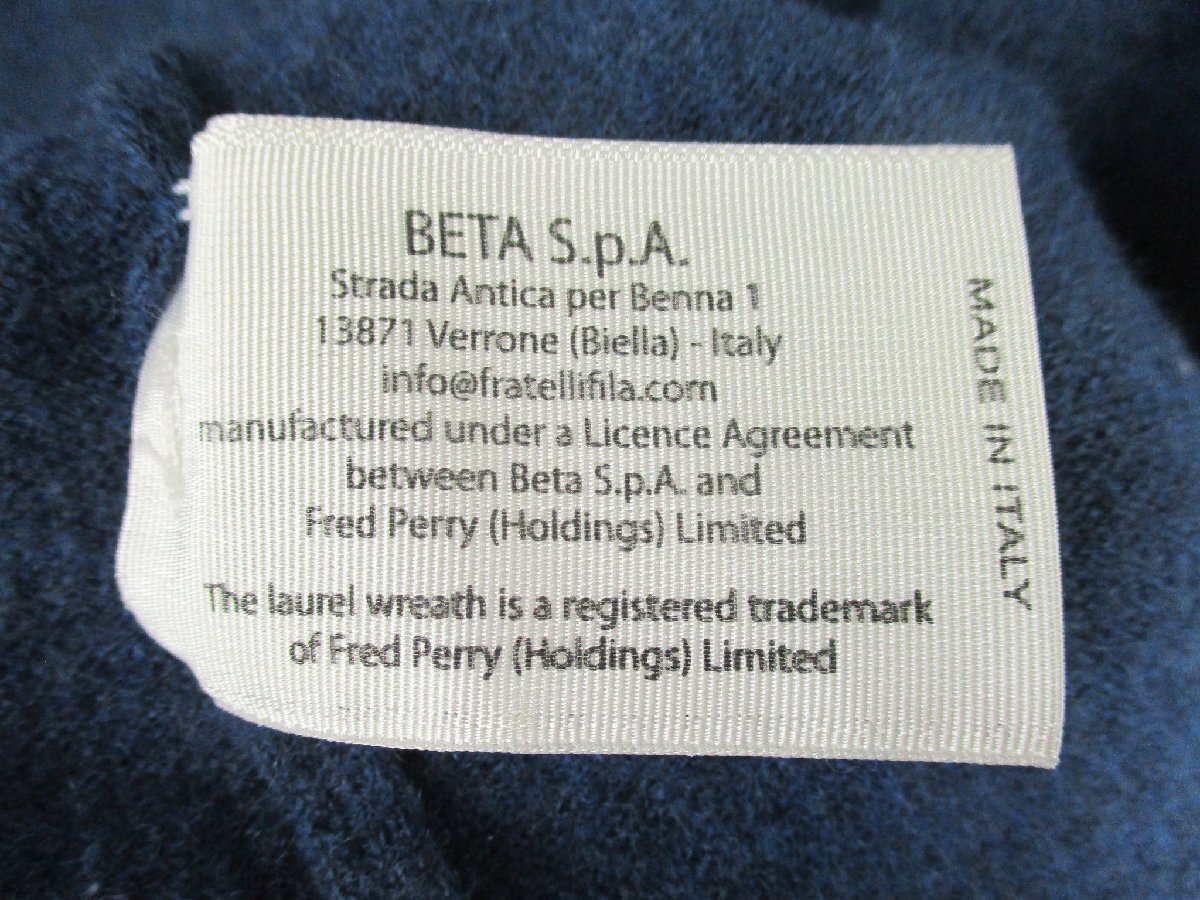 BETA S.p.A.
Strada Antica per Benna 1
13871 Verrone (Biella) - Italy
info@fratellifila.com
manufactured under a Licence Agreement
between Beta S.p.A. and
Fred Perry (Holdings) Limited
The laurel wreath is a registered trademark
of Fred Perry (Holdings) Limited
MADE IN ITALY